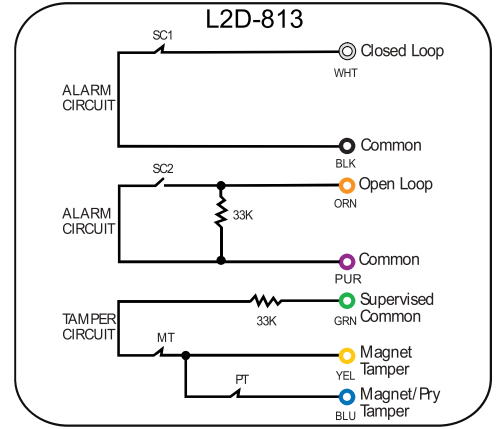 L2D-813
SC1
Closed Loop
WHT
ALARM
CIRCUIT
Common
BLK
SC2
Open Loop
ORN
ALARM
CIRCUIT
33K
Common
PUR
Supervised
Common
GRN
33K
TAMPER
CIRCUIT
MT
Magnet
Tamper
YEL
PT
Magnet/Pry
Tamper
BLU